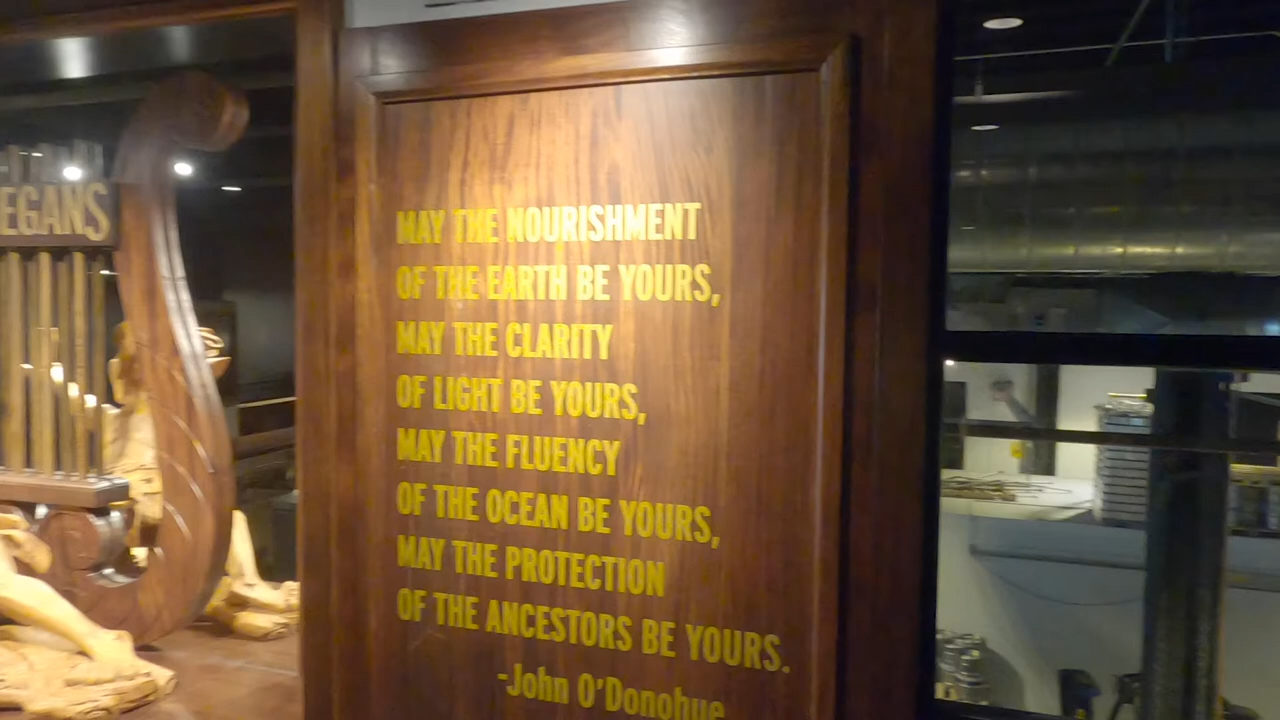 MAY THE NOURISHMENT
OF THE EARTH BE YOURS,
MAY THE CLARITY
OF LIGHT BE YOURS,
MAY THE FLUENCY
OF THE OCEAN BE YOURS,
MAY THE PROTECTION
OF THE ANCESTORS BE YOURS.
-John O'Donohue